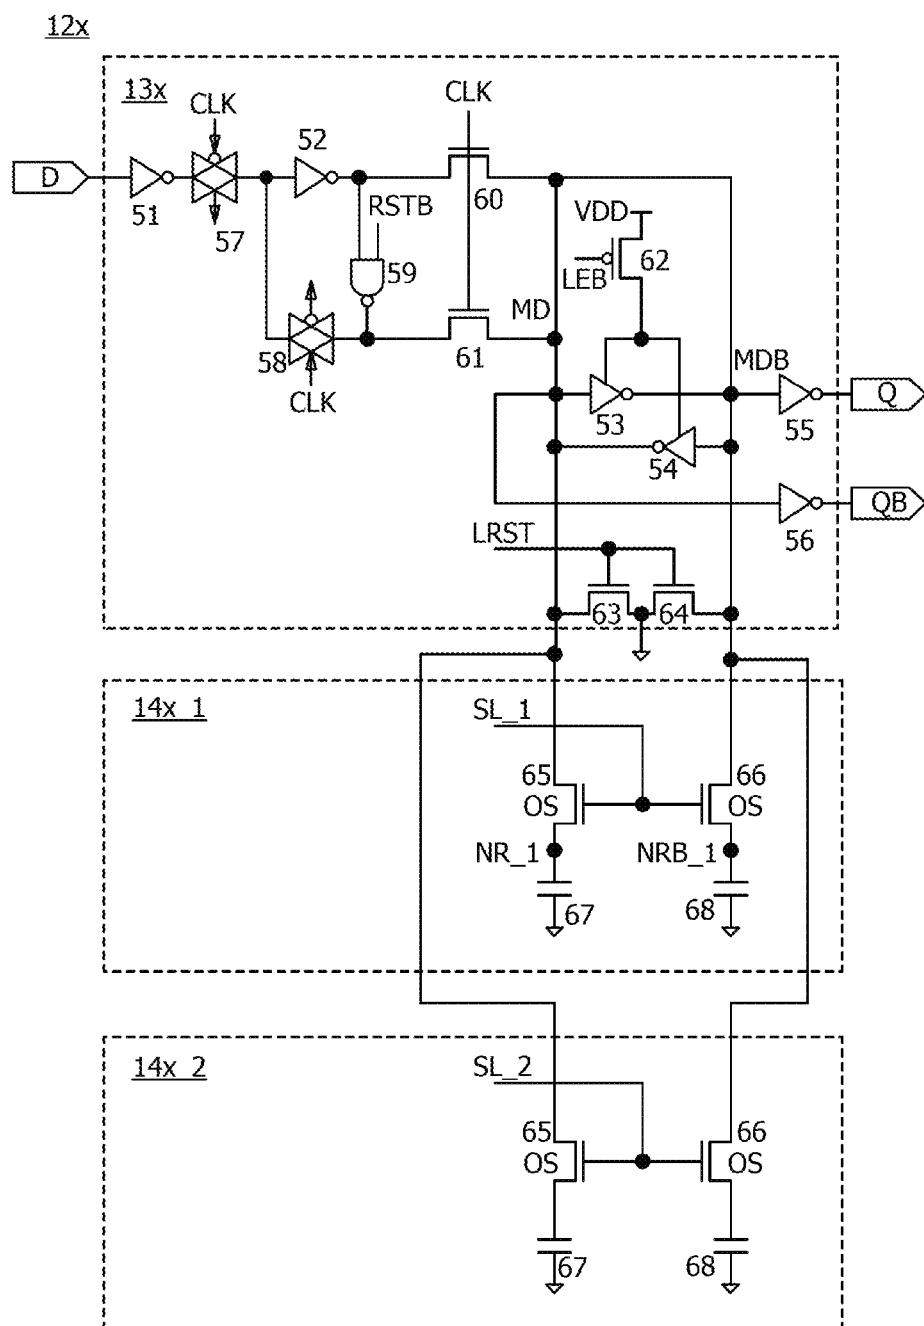 12x
13x
CLK
CLK
52
D
51
57
RSTB
60
59
VDD
62
LEB
MD
58
61
CLK
MDB
53
55
Q
54
QB
56
LRST
63
64
14x_1
SL_1
65
66
OS
OS
NR_1
NRB_1
67
68
14x_2
SL_2
65
66
OS
OS
67
68